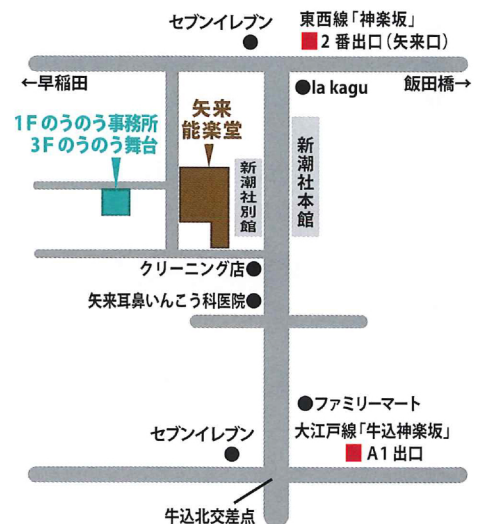 セブンイレブン
東西線「神楽坂」
2番出口(矢来口)
←早稲田
la kagu
飯田橋→
1Fのうのう事務所
3Fのうのう舞台
矢来
能楽堂
新潮社別館
新潮社本館
クリーニング店
矢来耳鼻いんこう科医院
ファミリーマート
セブンイレブン
大江戸線「牛込神楽坂」
A1出口
牛込北交差点